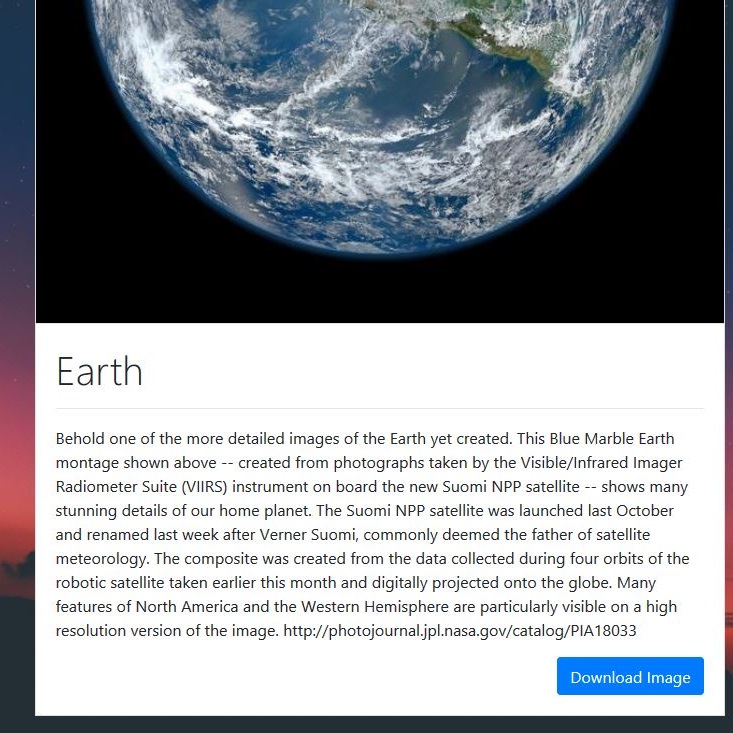 Earth
Behold one of the more detailed images of the Earth yet created. This Blue Marble Earth
montage shown above -- created from photographs taken by the Visible/Infrared Imager
Radiometer Suite (VIIRS) instrument on board the new Suomi NPP satellite -- shows many
stunning details of our home planet. The Suomi NPP satellite was launched last October
and renamed last week after Verner Suomi, commonly deemed the father of satellite
meteorology. The composite was created from the data collected during four orbits of the
robotic satellite taken earlier this month and digitally projected onto the globe. Many
features of North America and the Western Hemisphere are particularly visible on a high
resolution version of the image. http://photojournal.jpl.nasa.gov/catalog/PIA18033
Download Image